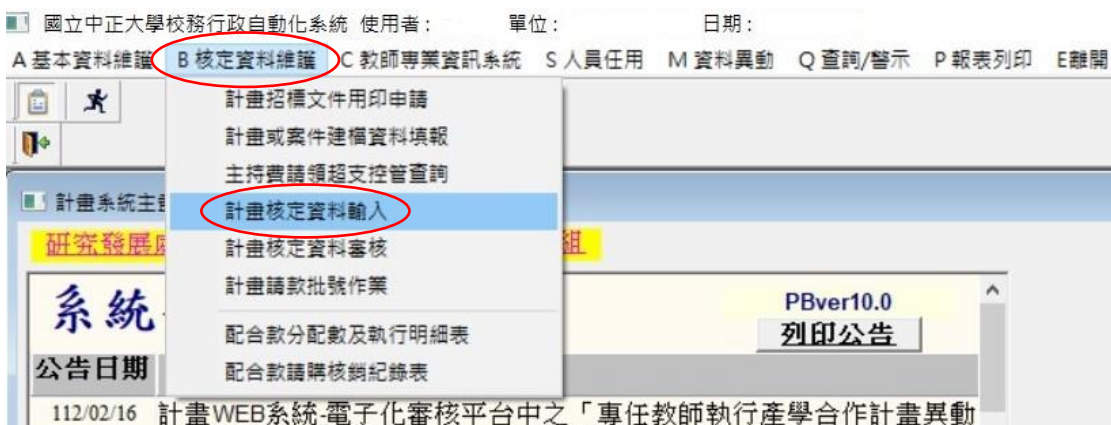 國立中正大學校務行政自動化系統 使用者： 單位： 日期：
A 基本資料維護 B 核定資料維護 C 教師專業資訊系統 S 人員任用 M 資料異動 Q 查詢/警示 P 報表列印 E離開
計畫招標文件用印申請
計畫或案件建檔資料填報
主持費請領超支控管查詢
計畫核定資料輸入
計畫核定資料審核
計畫請款批號作業
配合款分配數及執行明細表
配合款請購核銷紀錄表
計畫系統主
研究發展 組
系統
PBver10.0
列印公告
公告日期
112/02/16 計畫WEB系統-電子化審核平台中之「專任教師執行產學合作計畫異動